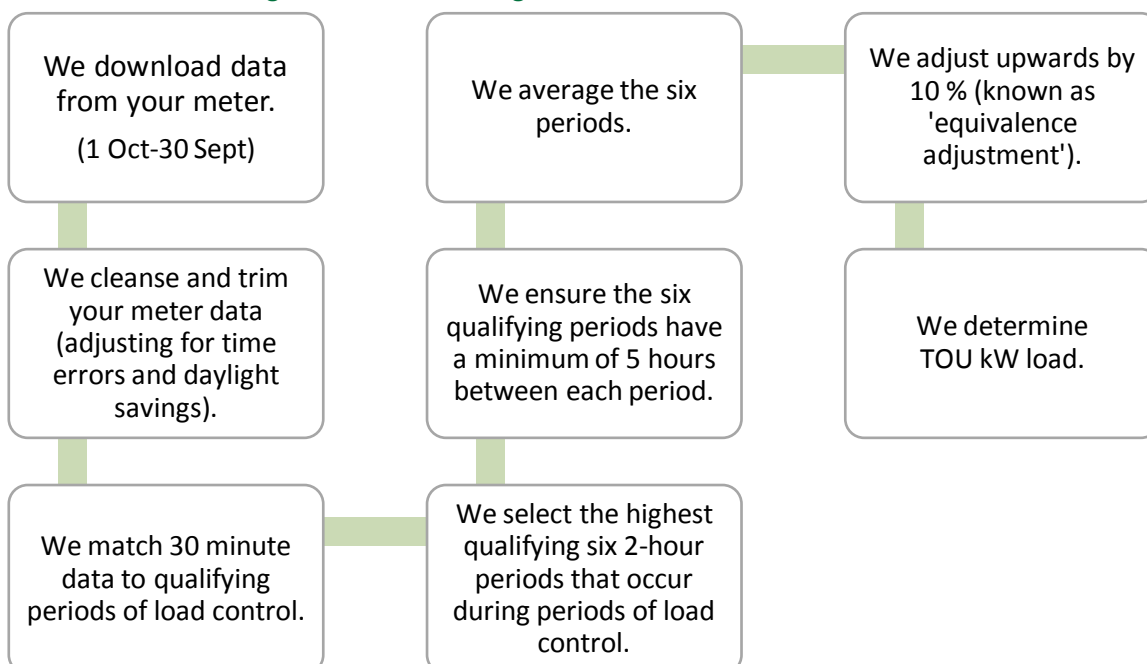 We download data
from your meter.
(1 Oct-30 Sept)
We cleanse and trim
your meter data
(adjusting for time
errors and daylight
savings).
We match 30 minute
data to qualifying
periods of load control.
We select the highest
qualifying six 2-hour
periods that occur
during periods of load
control.
We ensure the six
qualifying periods have
a minimum of 5 hours
between each period.
We average the six
periods.
We adjust upwards by
10 % (known as
'equivalence
adjustment').
We determine
TOU kW load.